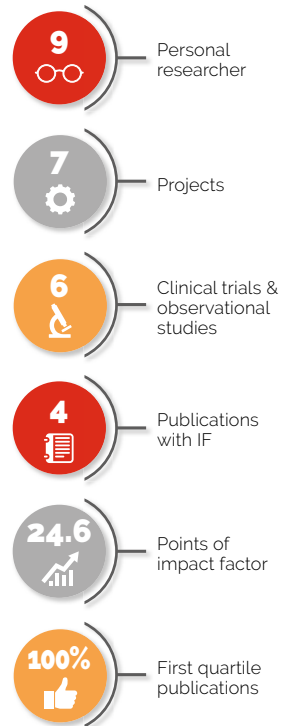 9
Personal
researcher
7
Projects
6
Clinical trials &
observational
studies
4
Publications
with IF
24.6
Points of
impact factor
100%
First quartile
publications